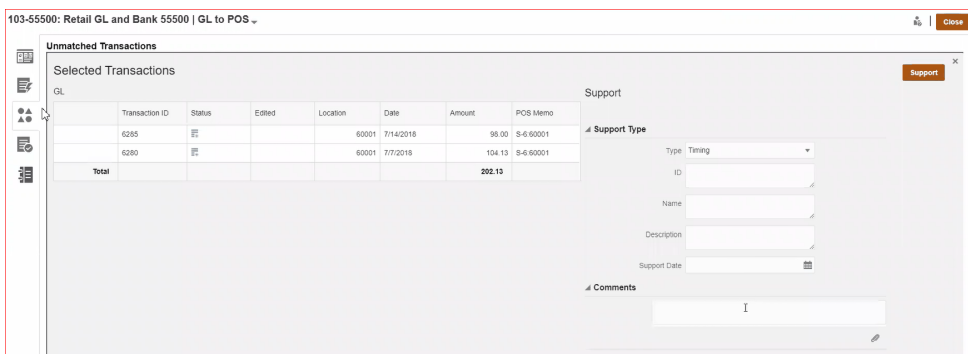 103-55500: Retail GL and Bank 55500 | GL to POS
Close
Unmatched Transactions
Selected Transactions
Support
GL
Support
Transaction ID Status Edited Location Date Amount POS Memo
6285 60001 7/14/2018 98.00 S-6:60001
6280 60001 7/7/2018 104.13 S-6:60001
Total 202.13
Support Type
Type Timing
ID
Name
Description
Support Date
Comments